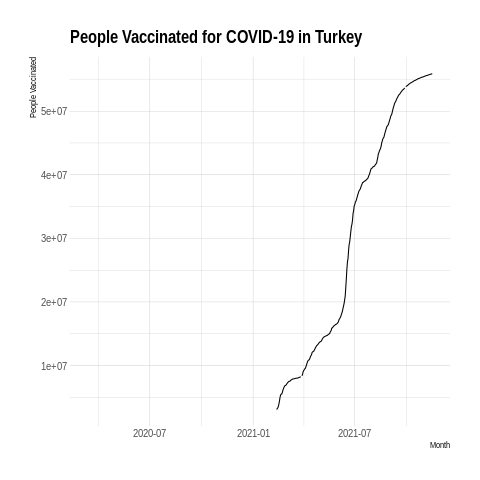 People Vaccinated for COVID-19 in Turkey
People Vaccinated
5e+07
4e+07
3e+07
2e+07
1e+07
2020-07
2021-01
2021-07
Month